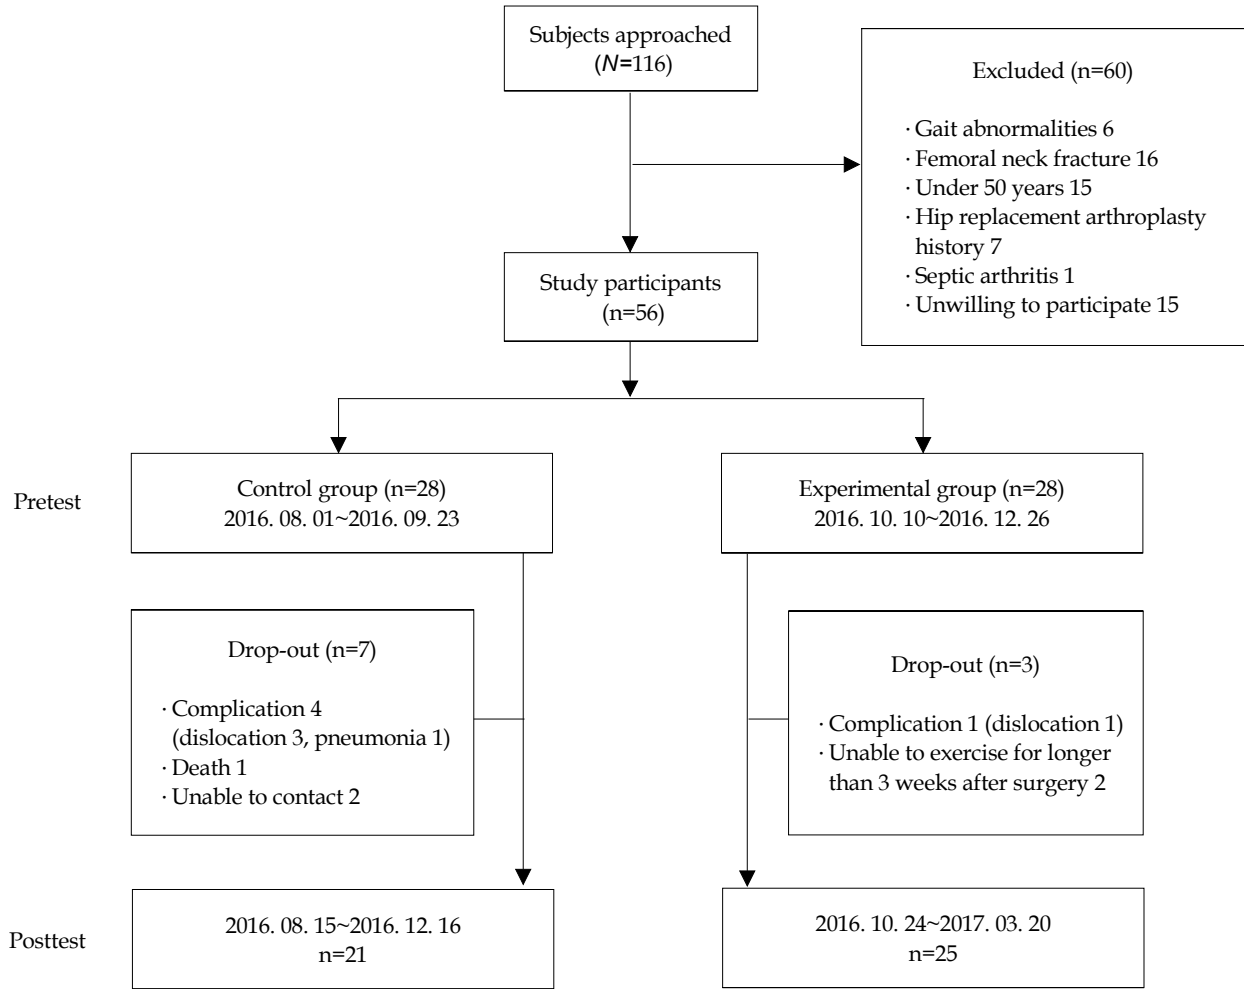 Subjects approached
(N=116)
Excluded (n=60)
· Gait abnormalities 6
· Femoral neck fracture 16
· Under 50 years 15
· Hip replacement arthroplasty
history 7
· Septic arthritis 1
· Unwilling to participate 15
Study participants
(n=56)
Pretest
Control group (n=28)
2016. 08. 01~2016. 09. 23
Experimental group (n=28)
2016. 10. 10~2016. 12. 26
Drop-out (n=7)
· Complication 4
(dislocation 3, pneumonia 1)
· Death 1
· Unable to contact 2
Drop-out (n=3)
· Complication 1 (dislocation 1)
· Unable to exercise for longer
than 3 weeks after surgery 2
Posttest
2016. 08. 15~2016. 12. 16
n=21
2016. 10. 24~2017. 03. 20
n=25